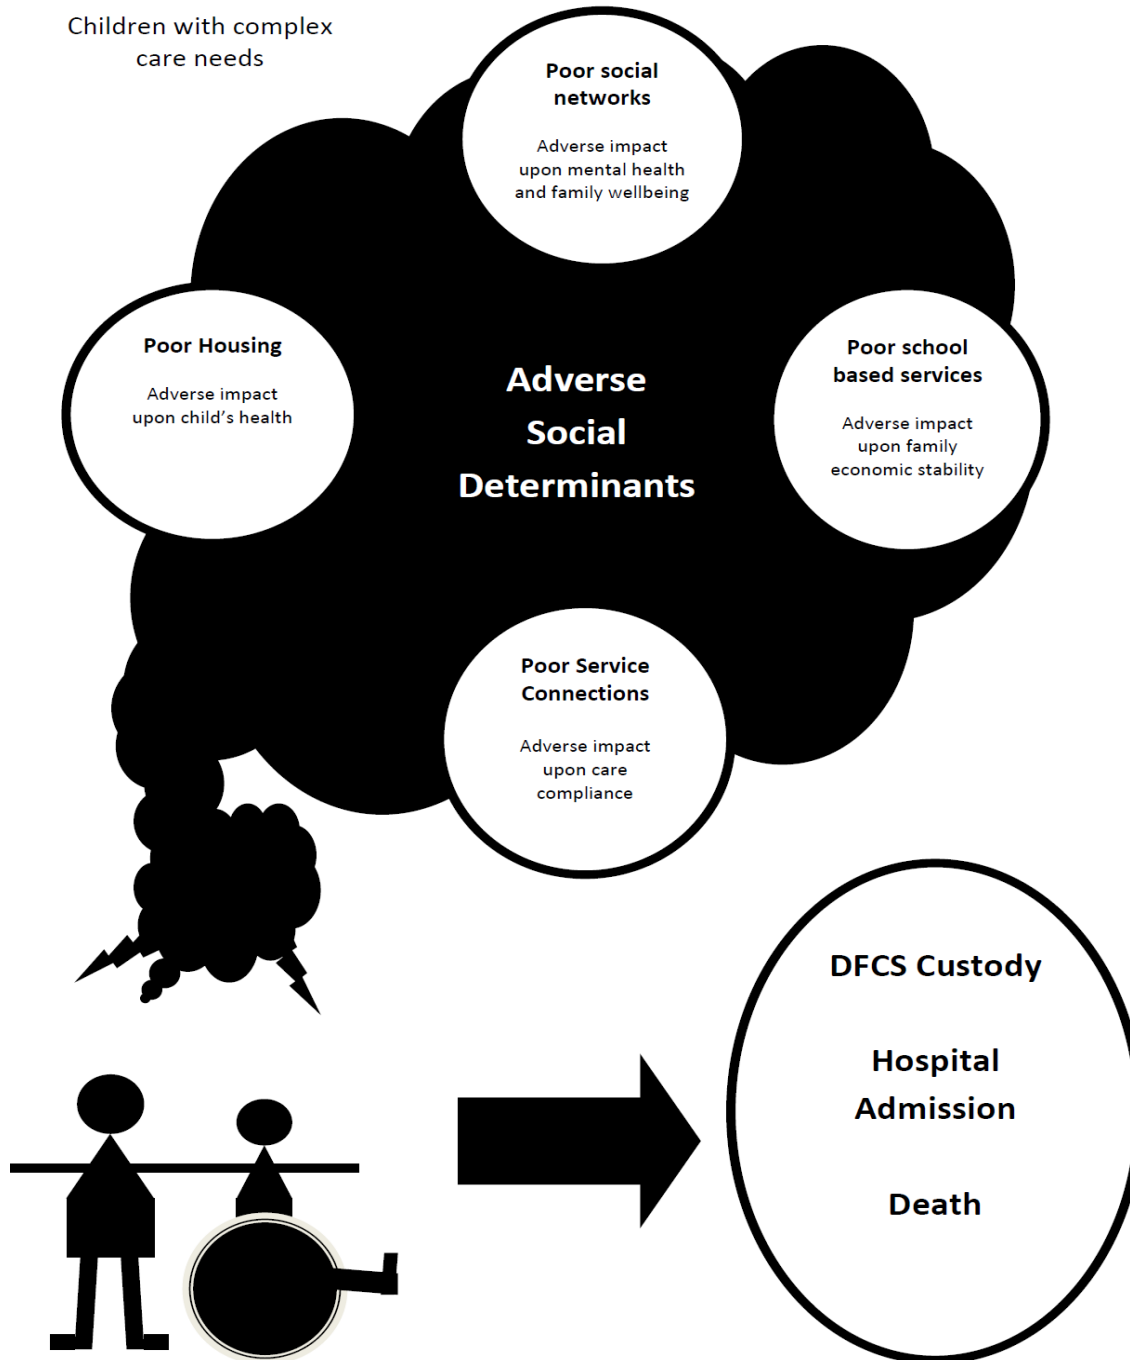 Children with complex
care needs
Poor social
networks
Adverse impact
upon mental health
and family wellbeing
Poor Housing
Adverse impact
upon child’s health
Adverse
Social
Determinants
Poor school
based services
Adverse impact
upon family
economic stability
Poor Service
Connections
Adverse impact
upon care
compliance
DFCS Custody
Hospital
Admission
Death